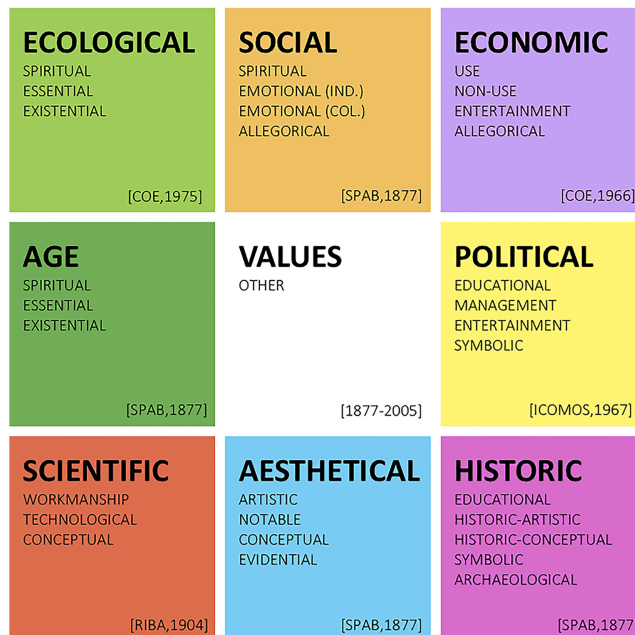 ECOLOGICAL
SPIRITUAL
ESSENTIAL
EXISTENTIAL
[COE,1975]
SOCIAL
SPIRITUAL
EMOTIONAL (IND.)
EMOTIONAL (COL.)
ALLEGORICAL
[SPAB,1877]
ECONOMIC
USE
NON-USE
ENTERTAINMENT
ALLEGORICAL
[COE,1966]
AGE
SPIRITUAL
ESSENTIAL
EXISTENTIAL
[SPAB,1877]
VALUES
OTHER
[1877-2005]
POLITICAL
EDUCATIONAL
MANAGEMENT
ENTERTAINMENT
SYMBOLIC
[ICOMOS,1967]
SCIENTIFIC
WORKMANSHIP
TECHNOLOGICAL
CONCEPTUAL
[RIBA,1904]
AESTHETICAL
ARTISTIC
NOTABLE
CONCEPTUAL
EVIDENTIAL
[SPAB,1877]
HISTORIC
EDUCATIONAL
HISTORIC-ARTISTIC
HISTORIC-CONCEPTUAL
SYMBOLIC
ARCHAEOLOGICAL
[SPAB,1877